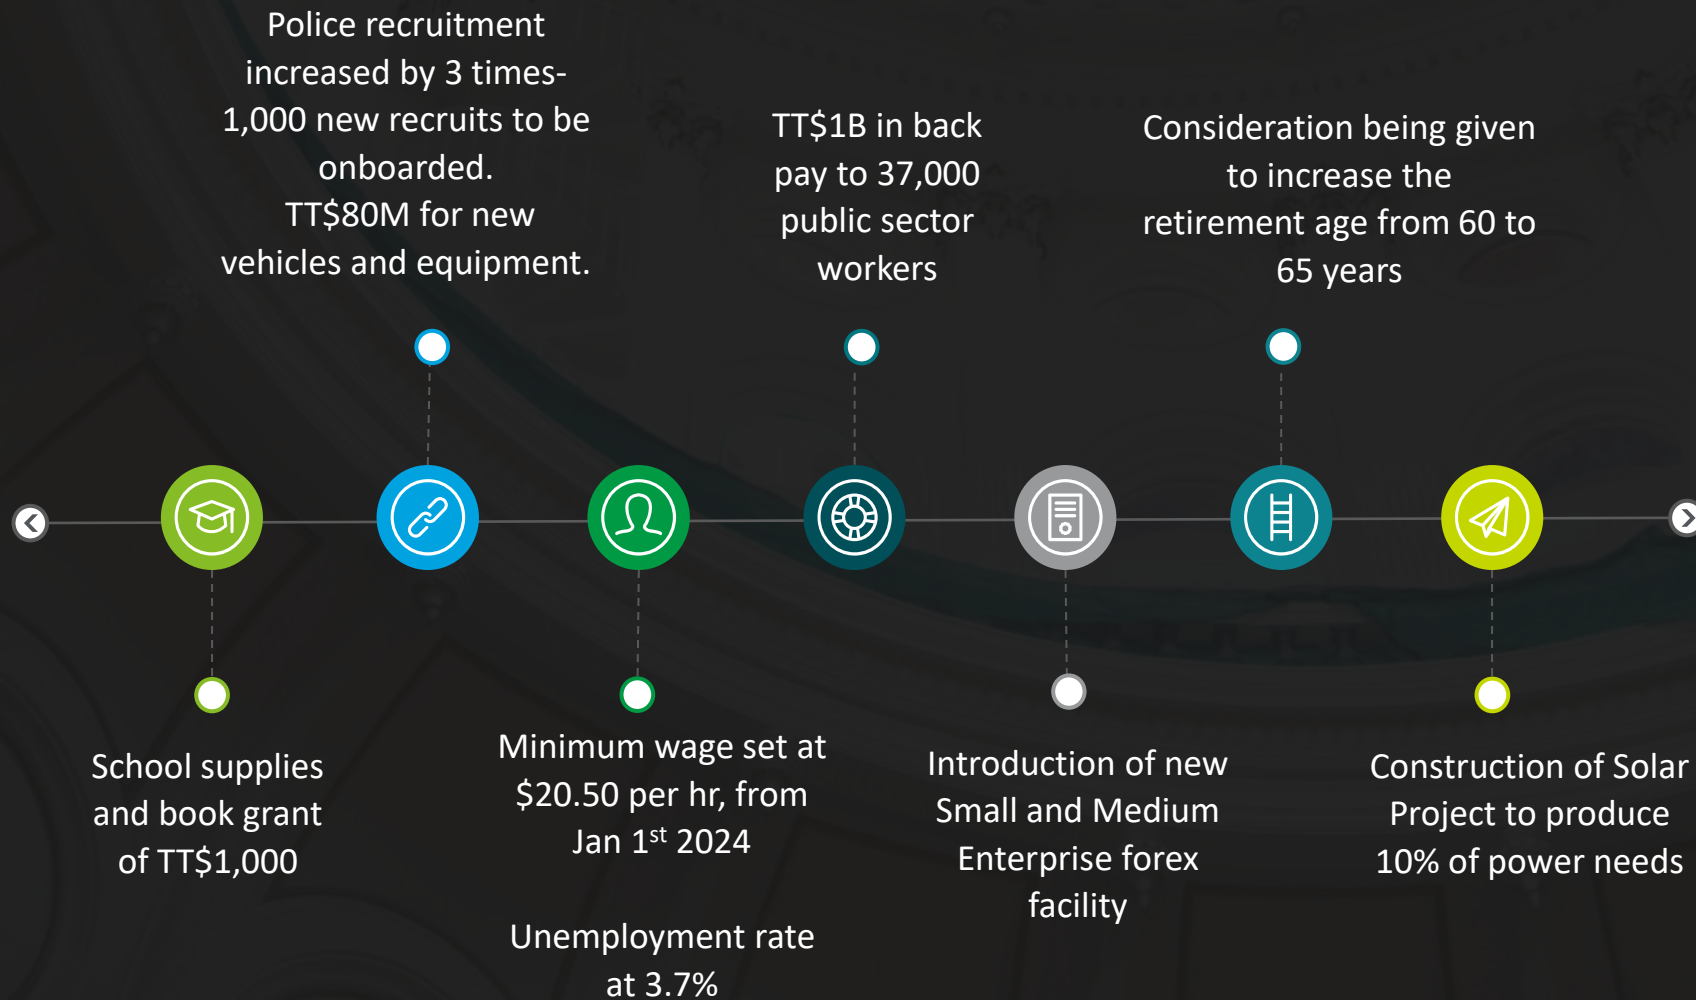 Police recruitment
increased by 3 times-
1,000 new recruits to be
onboarded.
TT$80M for new
vehicles and equipment.
TT$1B in back
pay to 37,000
public sector
workers
Consideration being given
to increase the
retirement age from 60 to
65 years
School supplies
and book grant
of TT$1,000
Minimum wage set at
$20.50 per hr, from
Jan 1st 2024
Unemployment rate
at 3.7%
Introduction of new
Small and Medium
Enterprise forex
facility
Construction of Solar
Project to produce
10% of power needs